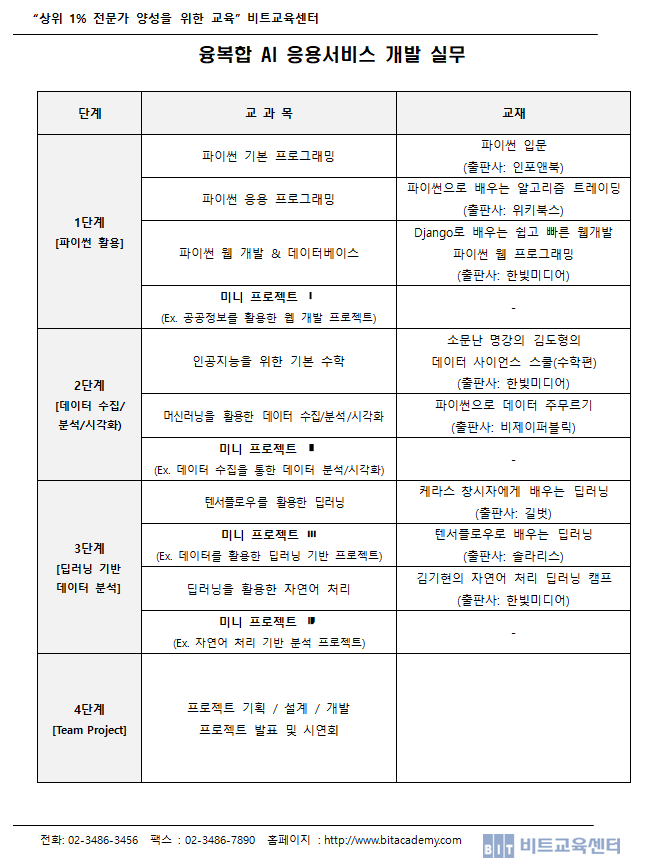 “상위 1% 전문가 양성을 위한 교육” 비트교육센터
융복합 AI 응용서비스 개발 실무
단계 교 과 목 교재
1단계
[파이썬 활용]
파이썬 기본 프로그래밍
파이썬 입문
(출판사: 인포앤북)
파이썬 응용 프로그래밍
파이썬으로 배우는 알고리즘 트레이딩
(출판사: 위키북스)
파이썬 웹 개발 & 데이터베이스
Django로 배우는 쉽고 빠른 웹개발
파이썬 웹 프로그래밍
(출판사: 한빛미디어)
미니 프로젝트 Ⅰ
(Ex. 공공정보를 활용한 웹 개발 프로젝트)
-
2단계
[데이터 수집/
분석/시각화)
인공지능을 위한 기본 수학
소문난 명강의 김도형의
데이터 사이언스 스쿨(수학편)
(출판사: 한빛미디어)
머신러닝을 활용한 데이터 수집/분석/시각화
파이썬으로 데이터 주무르기
(출판사: 비제이퍼블릭)
미니 프로젝트 Ⅱ
(Ex. 데이터 수집을 통한 데이터 분석/시각화)
-
3단계
[딥러닝 기반
데이터 분석]
텐서플로우를 활용한 딥러닝
케라스 창시자에게 배우는 딥러닝
(출판사: 길벗)
미니 프로젝트 Ⅲ
(Ex. 데이터를 활용한 딥러닝 기반 프로젝트)
텐서플로우로 배우는 딥러닝
(출판사: 솔라리스)
딥러닝을 활용한 자연어 처리
김기현의 자연어 처리 딥러닝 캠프
(출판사: 한빛미디어)
미니 프로젝트 Ⅳ
(Ex. 자연어 처리 기반 분석 프로젝트)
-
4단계
[Team Project]
프로젝트 기획 / 설계 / 개발
프로젝트 발표 및 시연회
전화: 02-3486-3456 팩스 : 02-3486-7890 홈페이지 : http://www.bitacademy.com
BIT 비트교육센터